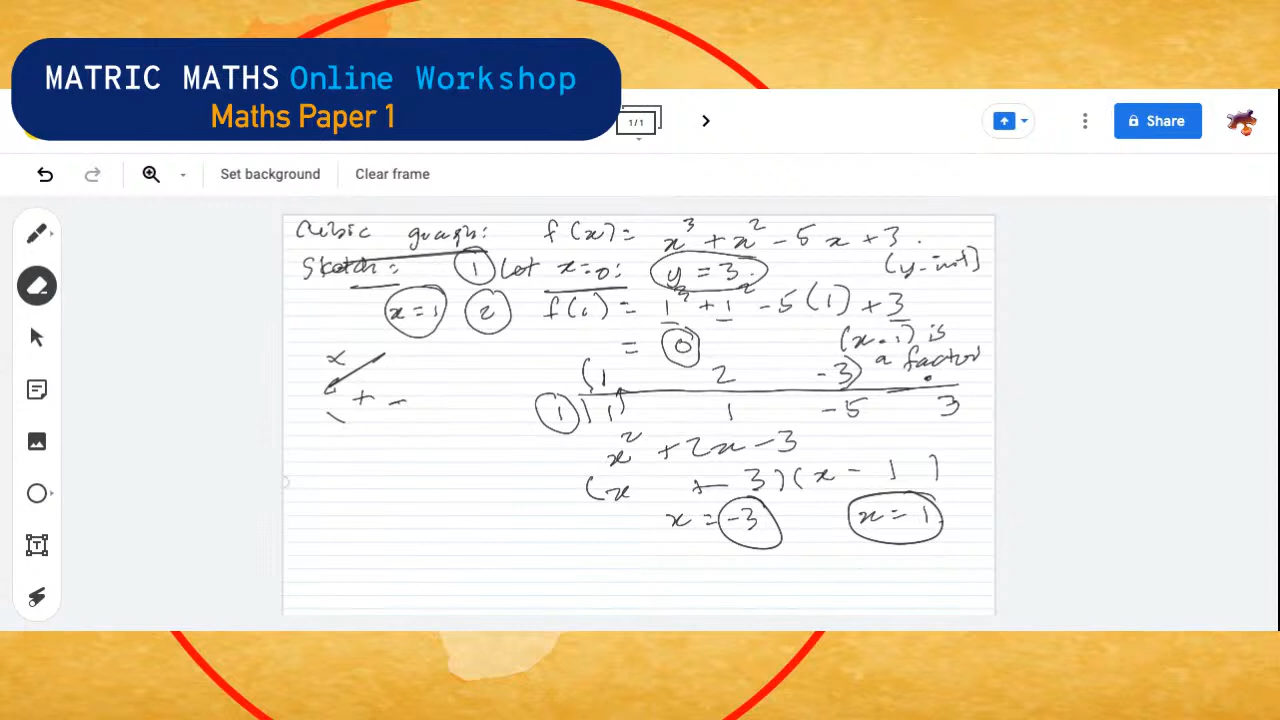 MATRIC MATHS Online Workshop
Maths Paper 1
1/1
Share
Set background
Clear frame
Cubic graph: f(x) = x³ + x² - 5x + 3.
Sketch: ① Let x=0: y = 3. (y-int)
x=1 ② f(1) = 1³ + 1² - 5(1) + 3
= 0 (x-1) is
a factor
(1 2 -3)
1 1 1 -5 3
x² + 2x - 3
(x + 3)(x - 1)
x = -3 x = 1
x
+ -